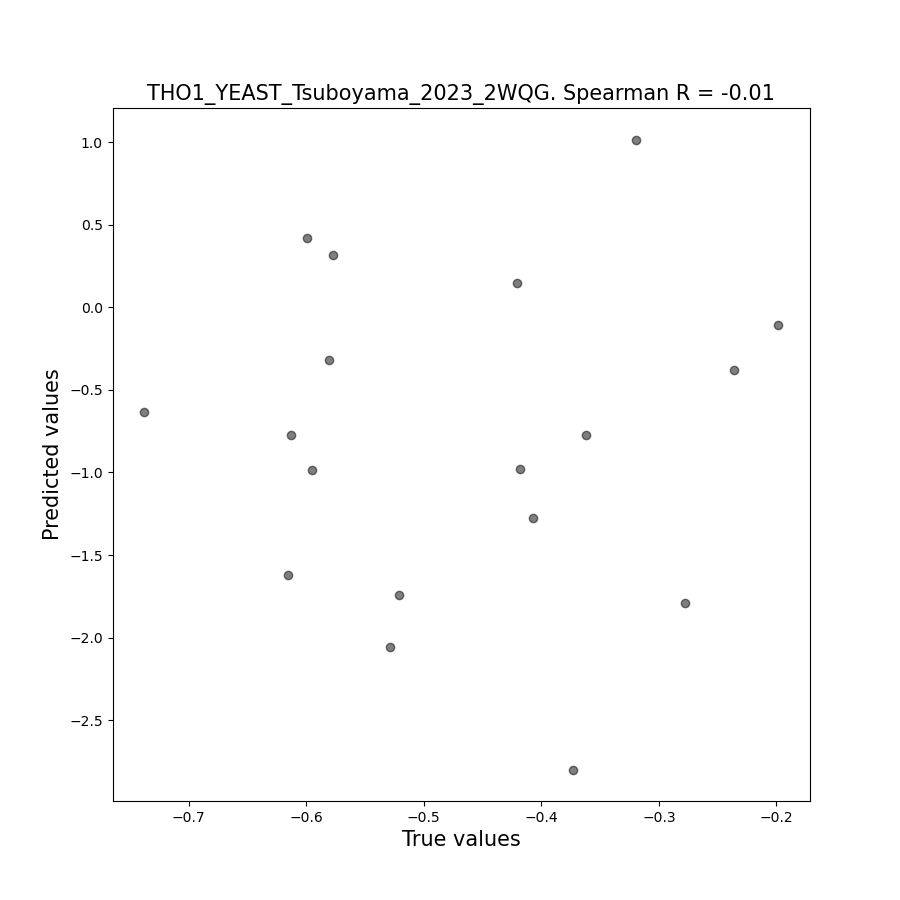 THO1_YEAST_Tsuboyama_2023_2WQG. Spearman R = -0.01
1.0
0.5
0.0
−0.5
−1.0
−1.5
−2.0
−2.5
Predicted values
−0.7 −0.6 −0.5 −0.4 −0.3 −0.2
True values